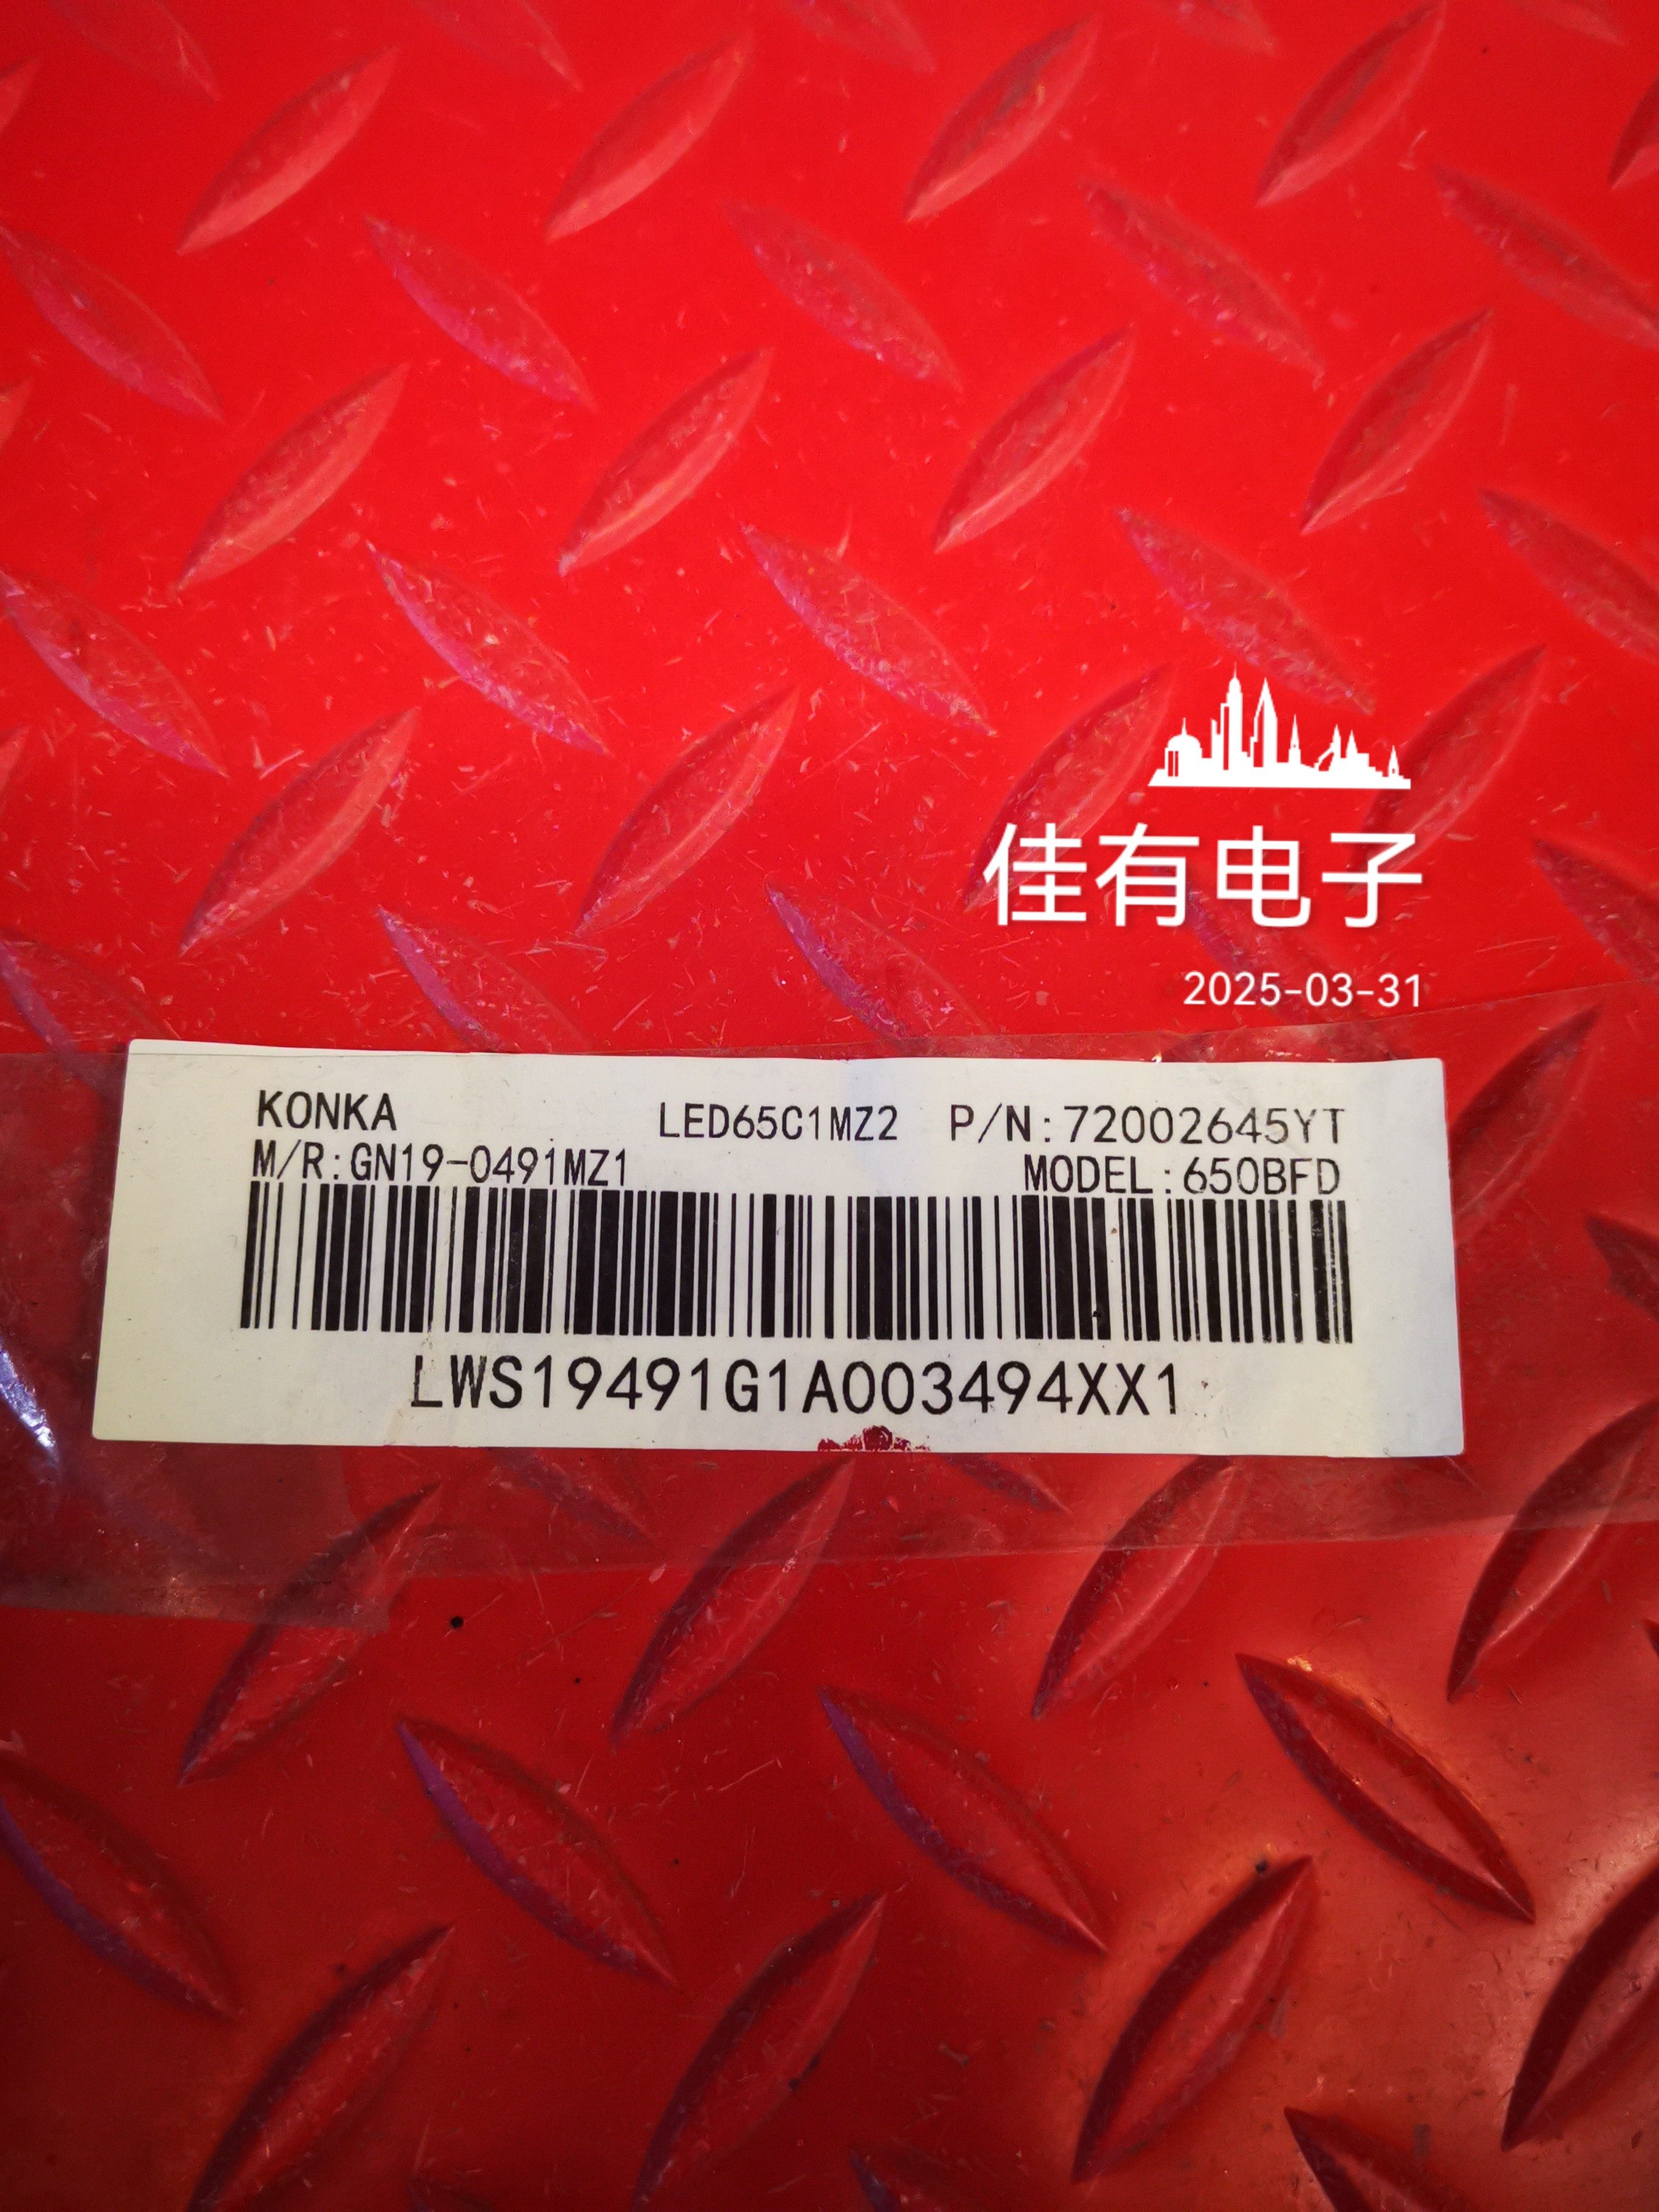 佳有电子
2025-03-31
KONKA LED65C1MZ2 P/N:72002645YT
M/R:GN19-0491MZ1 MODEL:650BFD
LWS19491G1A003494XX1